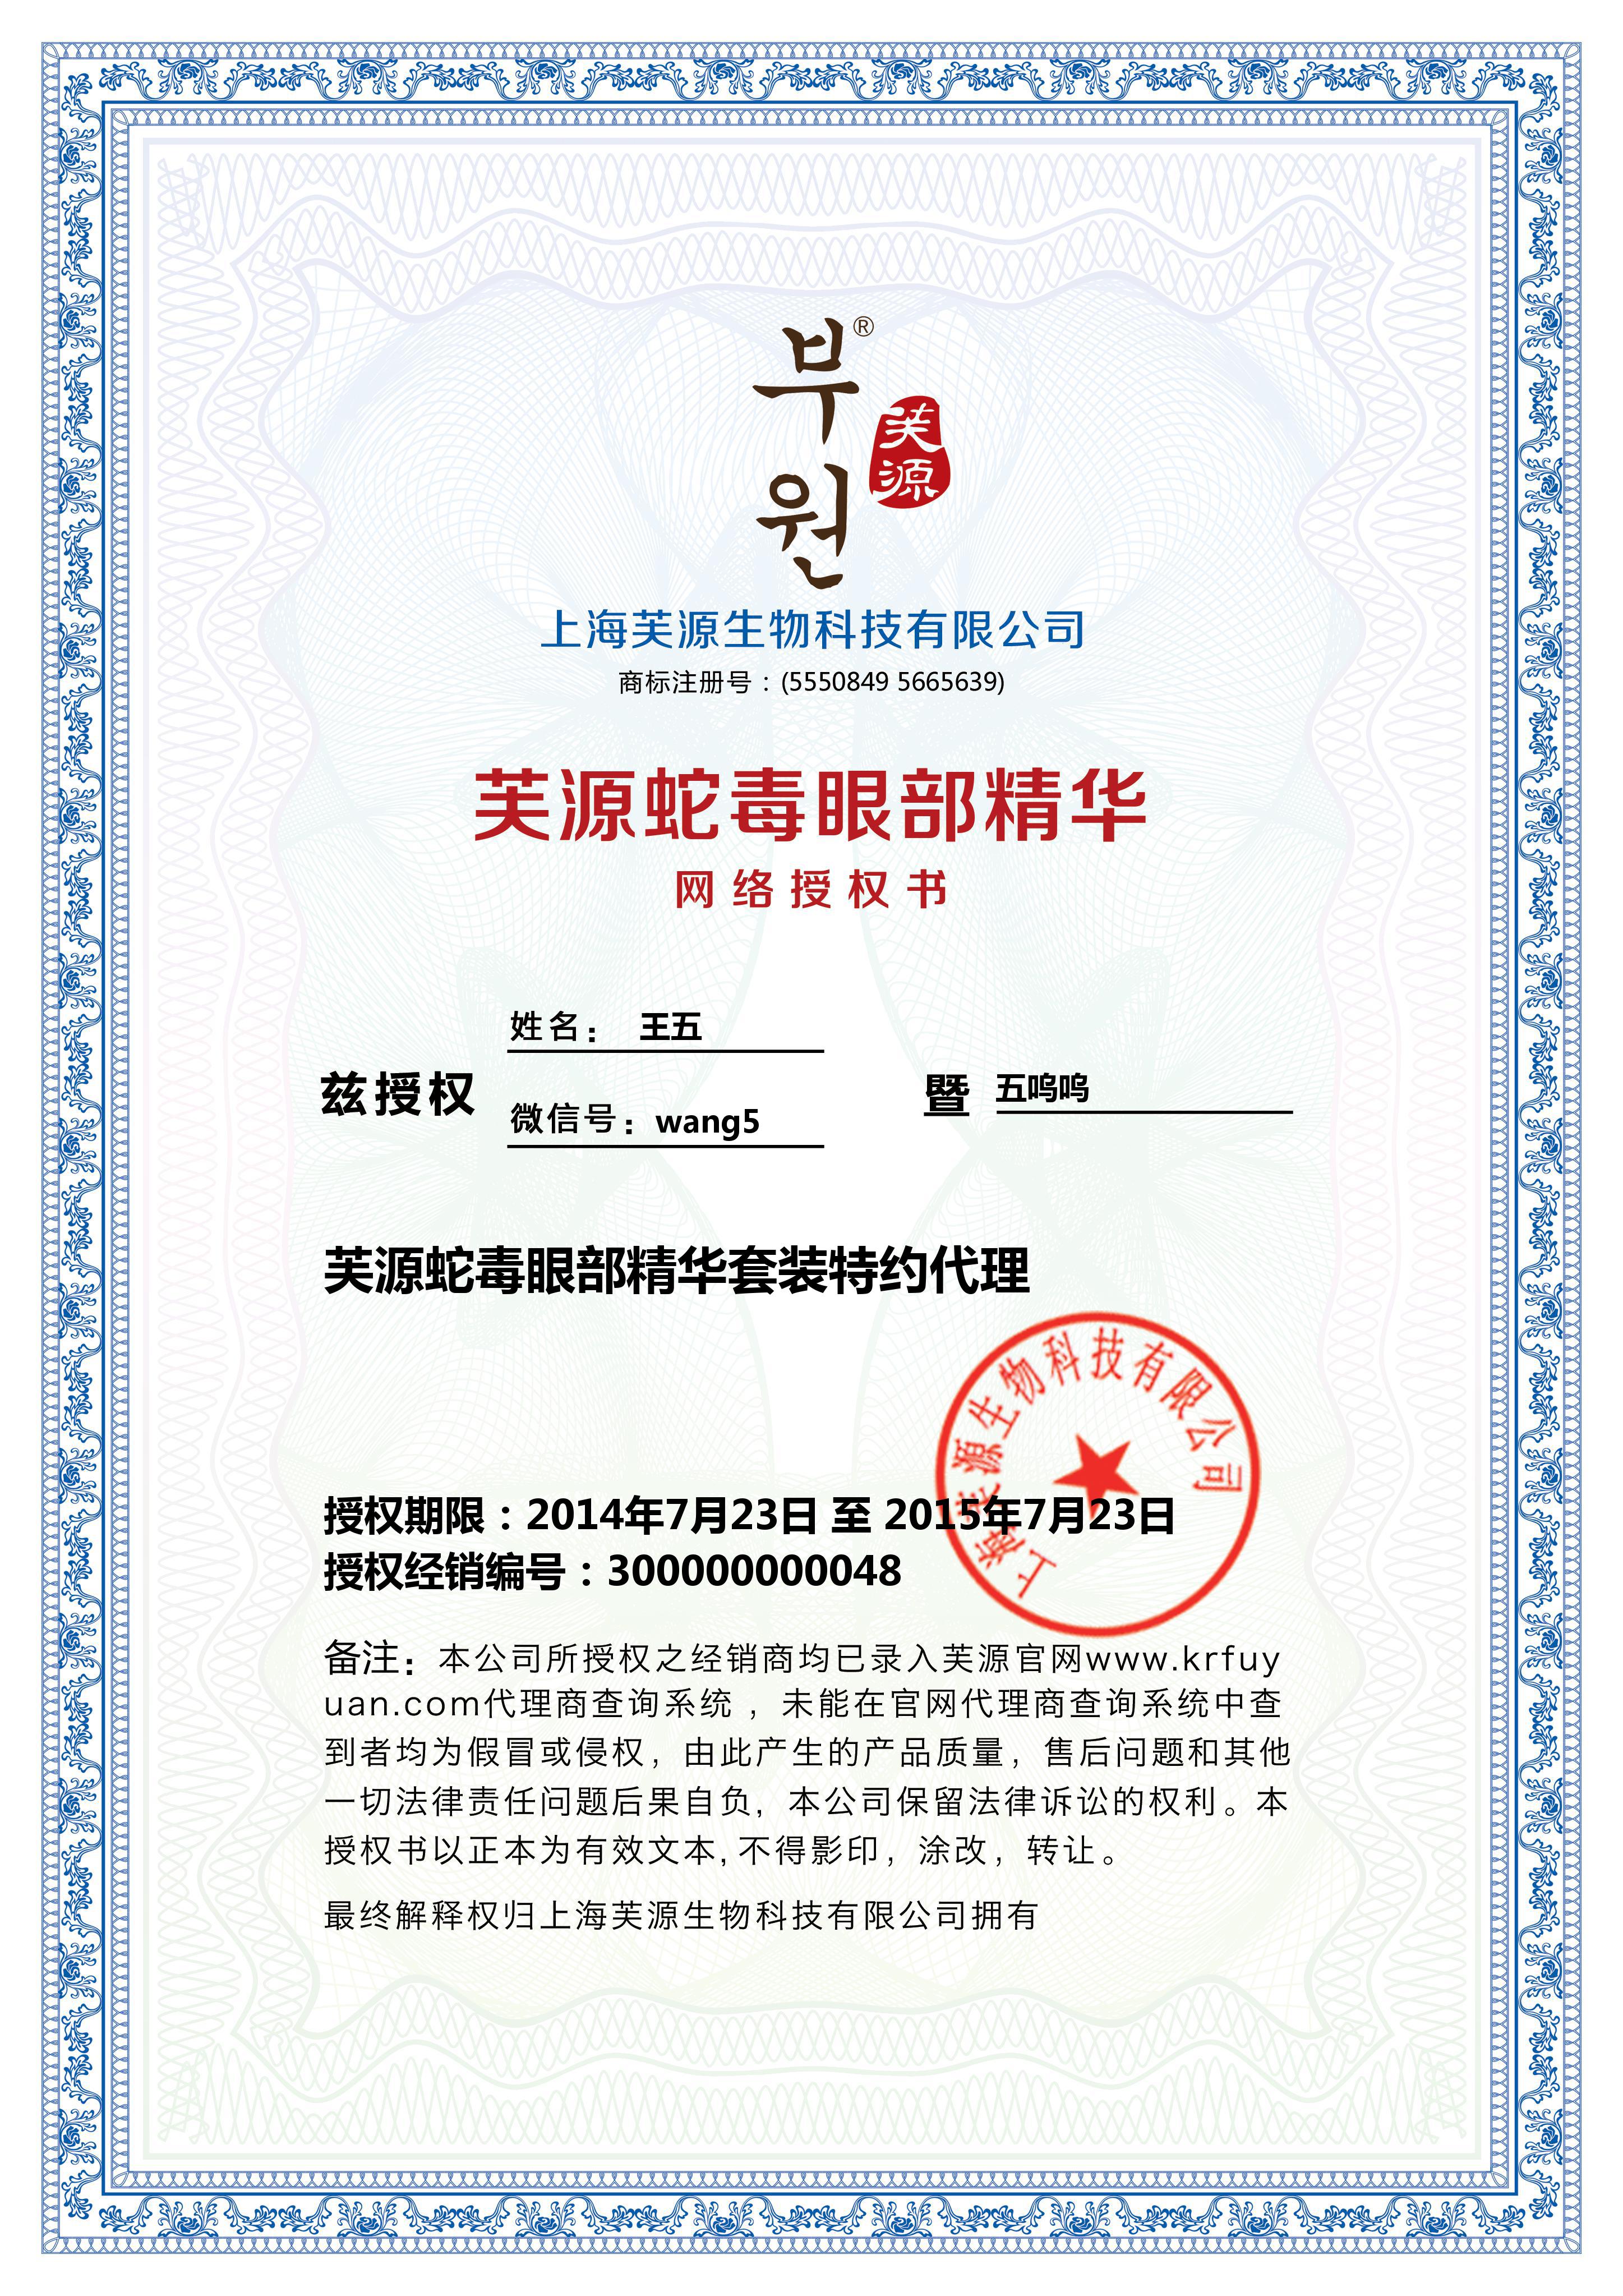 부원®
芙源
上海芙源生物科技有限公司
商标注册号：(5550849 5665639)
芙源蛇毒眼部精华
网络授权书
兹授权
姓名： 王五
微信号：wang5
暨 五呜呜
芙源蛇毒眼部精华套装特约代理
上海芙源生物科技有限公司
授权期限：2014年7月23日 至 2015年7月23日
授权经销编号：300000000048
备注：本公司所授权之经销商均已录入芙源官网www.krfuy
uan.com代理商查询系统，未能在官网代理商查询系统中查
到者均为假冒或侵权，由此产生的产品质量，售后问题和其他
一切法律责任问题后果自负，本公司保留法律诉讼的权利。本
授权书以正本为有效文本,不得影印，涂改，转让。
最终解释权归上海芙源生物科技有限公司拥有